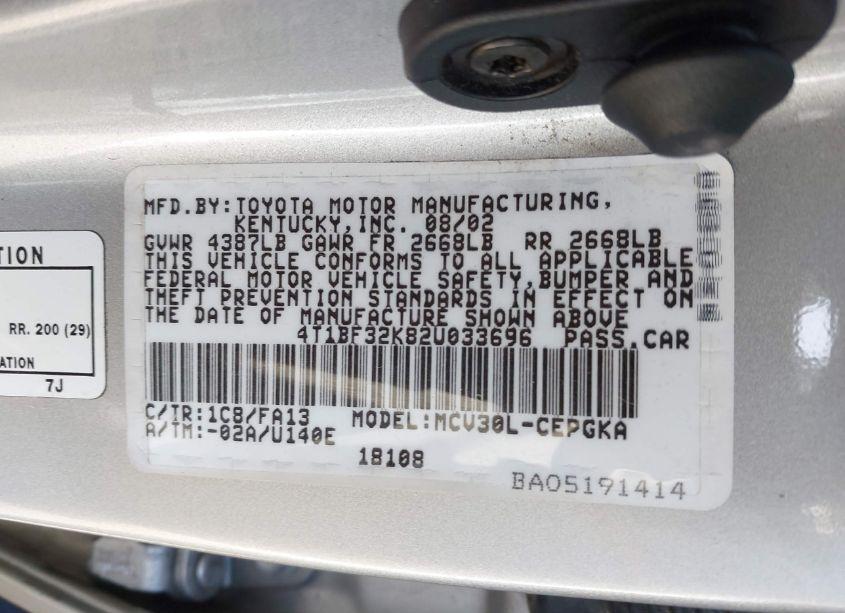 TION
RR. 200 (29)
ATION
7J
MFD.BY:TOYOTA MOTOR MANUFACTURING,
KENTUCKY,INC. 08/02
GVWR 4387LB GAWR FR 2668LB RR 2668LB
THIS VEHICLE CONFORMS TO ALL APPLICABLE
FEDERAL MOTOR VEHICLE SAFETY,BUMPER AND
THEFT PREVENTION STANDARDS IN EFFECT ON
THE DATE OF MANUFACTURE SHOWN ABOVE
4T1BF32K82U033696 PASS.CAR
C/TR:1C8/FA13 MODEL:MCV30L-CEPGKA
A/TM:-02A/U140E
18108
BA05191414